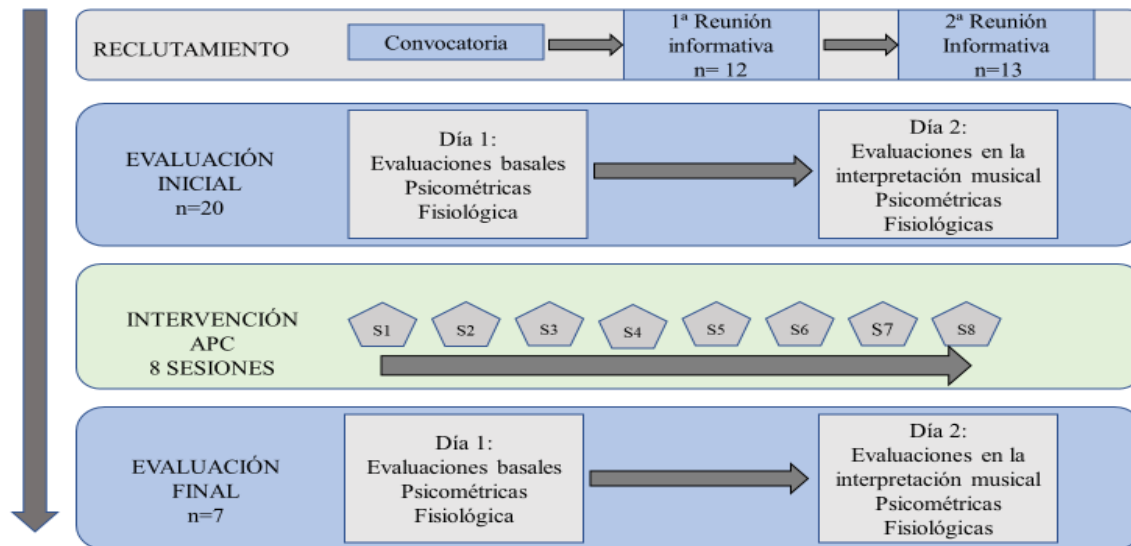 RECLUTAMIENTO
Convocatoria
1ª Reunión
informativa
n= 12
2ª Reunión
Informativa
n=13
EVALUACIÓN
INICIAL
n=20
Día 1:
Evaluaciones basales
Psicométricas
Fisiológica
Día 2:
Evaluaciones en la
interpretación musical
Psicométricas
Fisiológicas
INTERVENCIÓN
APC
8 SESIONES
S1
S2
S3
S4
S5
S6
S7
S8
EVALUACIÓN
FINAL
n=7
Día 1:
Evaluaciones basales
Psicométricas
Fisiológica
Día 2:
Evaluaciones en la
interpretación musical
Psicométricas
Fisiológicas